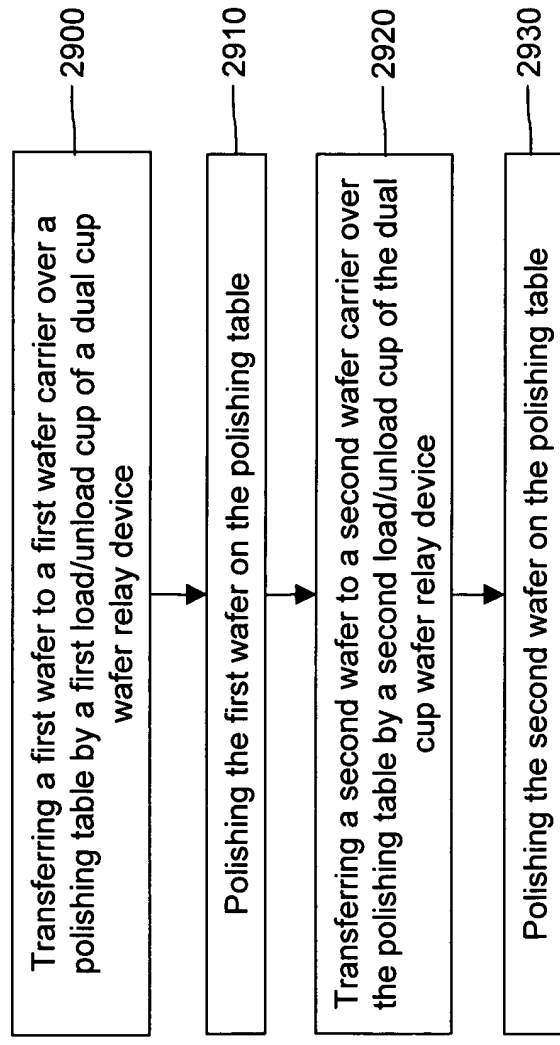 Transferring a first wafer to a first wafer carrier over a
polishing table by a first load/unload cup of a dual cup
wafer relay device
2900
Polishing the first wafer on the polishing table
2910
Transferring a second wafer to a second wafer carrier over
the polishing table by a second load/unload cup of the dual
cup wafer relay device
2920
Polishing the second wafer on the polishing table
2930